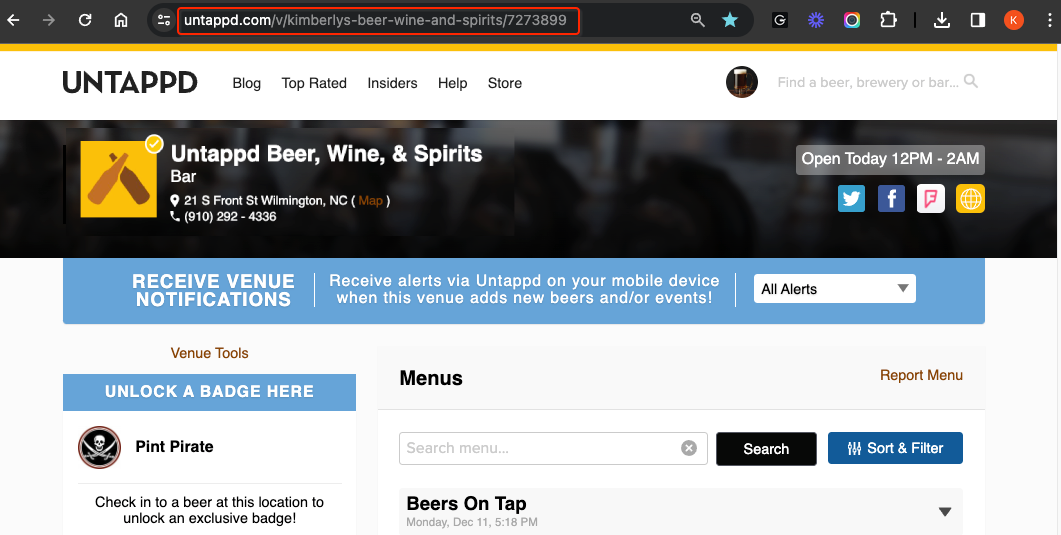 untappd.com/v/kimberlys-beer-wine-and-spirits/7273899
G
K
UNTAPPD
Blog Top Rated Insiders Help Store
Find a beer, brewery or bar...
Untappd Beer, Wine, & Spirits
Bar
21 S Front St Wilmington, NC ( Map )
(910) 292 - 4336
Open Today 12PM - 2AM
RECEIVE VENUE
NOTIFICATIONS
Receive alerts via Untappd on your mobile device
when this venue adds new beers and/or events!
All Alerts
Venue Tools
UNLOCK A BADGE HERE
Pint Pirate
Check in to a beer at this location to
unlock an exclusive badge!
Menus
Report Menu
Search menu...
Search
Sort & Filter
Beers On Tap
Monday, Dec 11, 5:18 PM